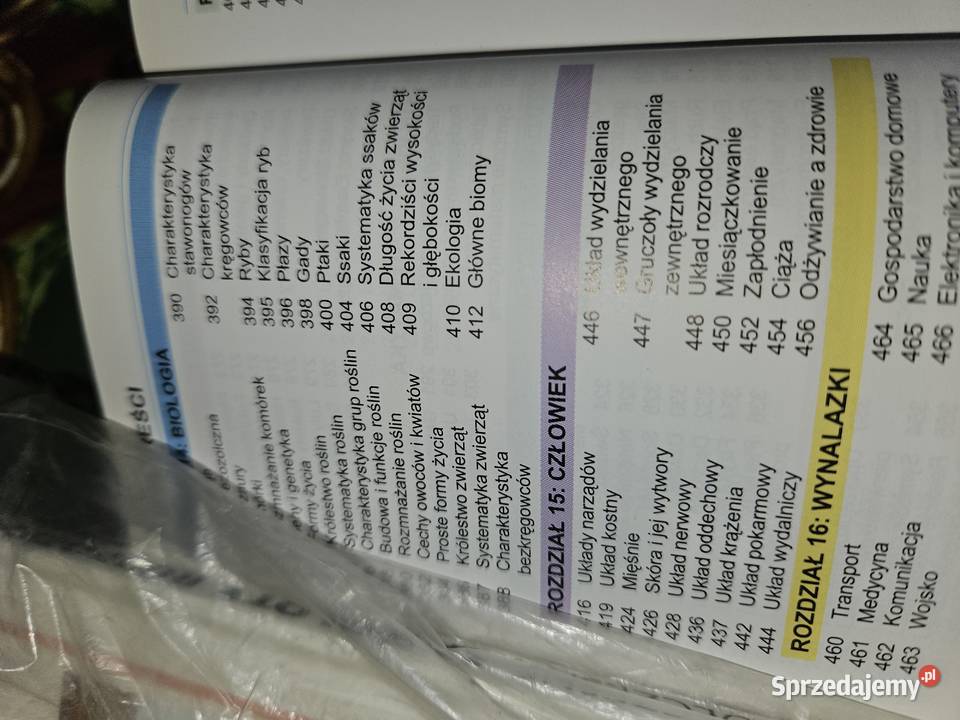 TREŚCI
BIOLOGIA
rozmnażanie komórek
i genetyka
formy życia
Królestwo roślin
Systematyka roślin
Charakterystyka grup roślin
Budowa i funkcje roślin
Rozmnażanie roślin
Cechy owoców i kwiatów
Proste formy życia
Królestwo zwierząt
Systematyka zwierząt
Charakterystyka
bezkręgowców
390 Charakterystyka
stawonogów
392 Charakterystyka
kręgowców
394 Ryby
395 Klasyfikacja ryb
396 Płazy
398 Gady
400 Ptaki
404 Ssaki
406 Systematyka ssaków
408 Długość życia zwierząt
409 Rekordziści wysokości
i głębokości
410 Ekologia
412 Główne biomy
ROZDZIAŁ 15: CZŁOWIEK
416 Układy narządów
419 Układ kostny
424 Mięśnie
426 Skóra i jej wytwory
428 Układ nerwowy
436 Układ oddechowy
437 Układ krążenia
442 Układ pokarmowy
444 Układ wydalniczy
446 Układ wydzielania
wewnętrznego
447 Gruczoły wydzielania
zewnętrznego
448 Układ rozrodczy
450 Miesiączkowanie
452 Zapłodnienie
454 Ciąża
456 Odżywianie a zdrowie
ROZDZIAŁ 16: WYNALAZKI
460 Transport
461 Medycyna
462 Komunikacja
463 Wojsko
464 Gospodarstwo domowe
465 Nauka
466 Elektronika i komputery
Sprzedajemy.pl